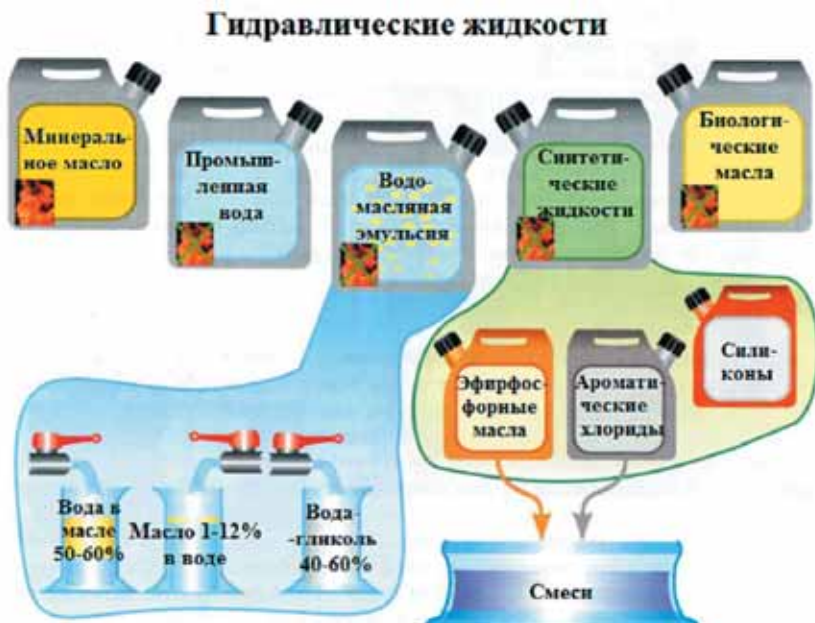 Гидравлические жидкости
Минераль-
ное масло
Промыш-
ленная
вода
Водо-
масляная
эмульсия
Синтети-
ческие
жидкости
Биологи-
ческие
масла
Эфирфос-
форные
масла
Аромати-
ческие
хлориды
Сили-
коны
Вода в
масле
50-60%
Масло 1-12%
в воде
Вода-
-гликоль
40-60%
Смеси